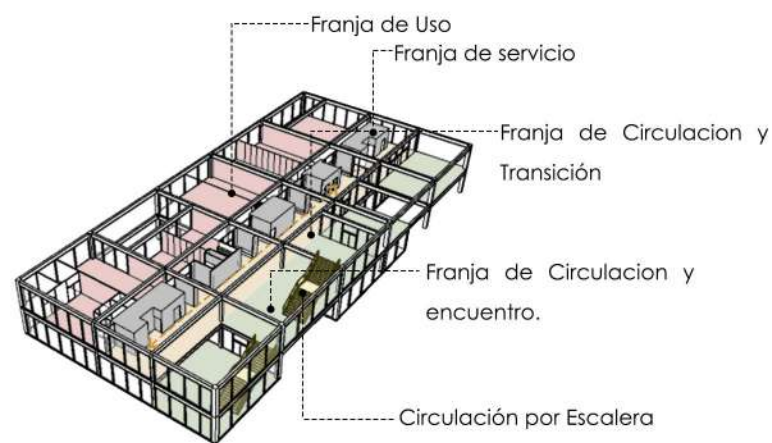 Franja de Uso
Franja de servicio
Franja de Circulacion y
Transición
Franja de Circulacion y
encuentro.
Circulación por Escalera